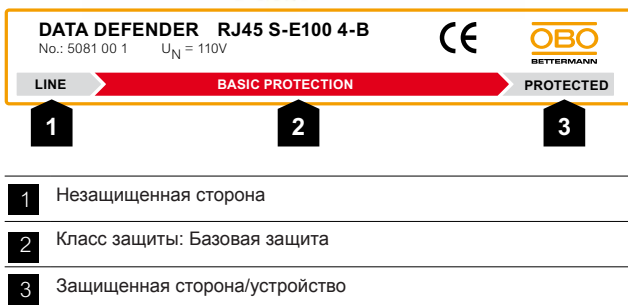 DATA DEFENDER RJ45 S-E100 4-B
No.: 5081 00 1 UN = 110V
CE
OBO
BETTERMANN
LINE BASIC PROTECTION PROTECTED
1 2 3
1 Незащищенная сторона
2 Класс защиты: Базовая защита
3 Защищенная сторона/устройство